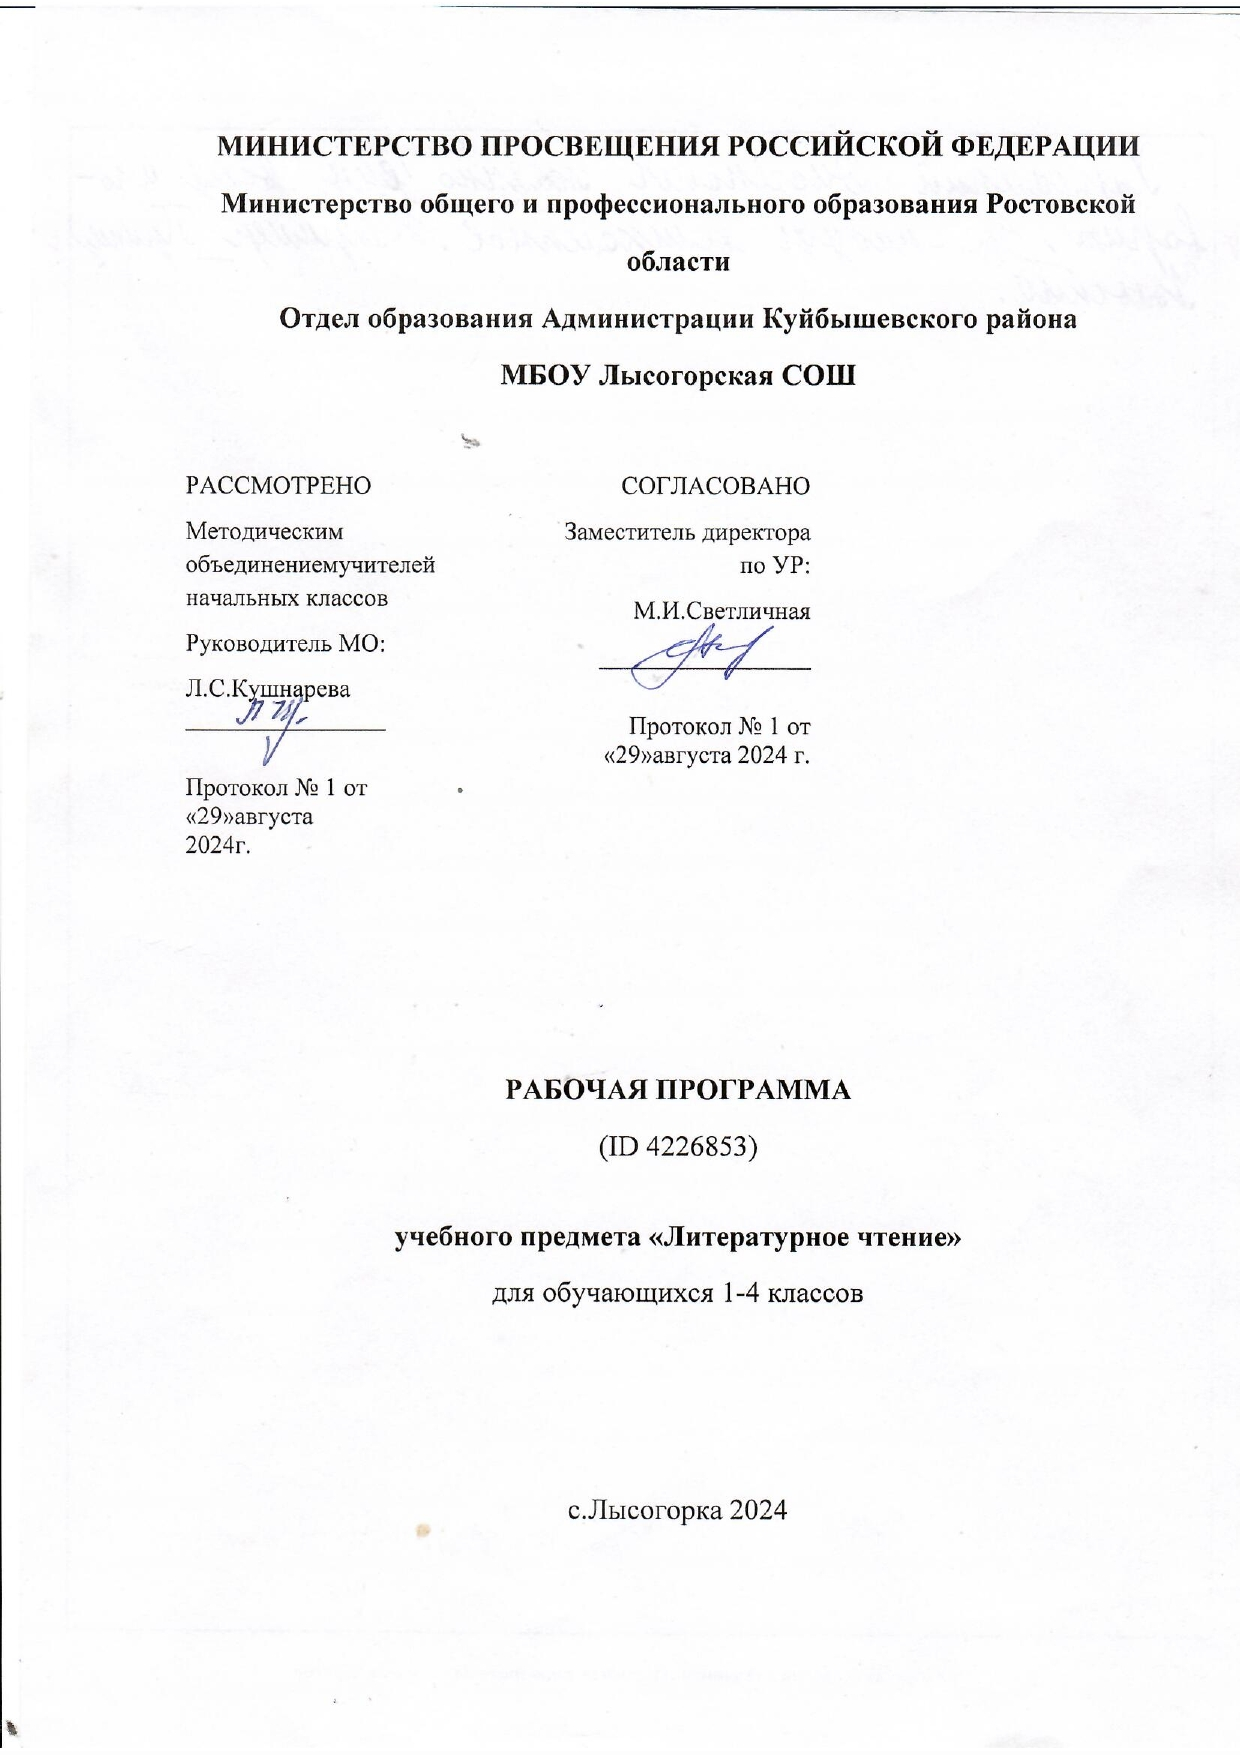 МИНИСТЕРСТВО ПРОСВЕЩЕНИЯ РОССИЙСКОЙ ФЕДЕРАЦИИ
Министерство общего и профессионального образования Ростовской
области
Отдел образования Администрации Куйбышевского района
МБОУ Лысогорская СОШ
РАССМОТРЕНО
Методическим
объединениемучителей
начальных классов
Руководитель МО:
Л.С.Кушнарева
Протокол № 1 от
«29»августа
2024г.
СОГЛАСОВАНО
Заместитель директора
по УР:
М.И.Светличная
Протокол № 1 от
«29»августа 2024 г.
РАБОЧАЯ ПРОГРАММА
(ID 4226853)
учебного предмета «Литературное чтение»
для обучающихся 1-4 классов
с.Лысогорка 2024